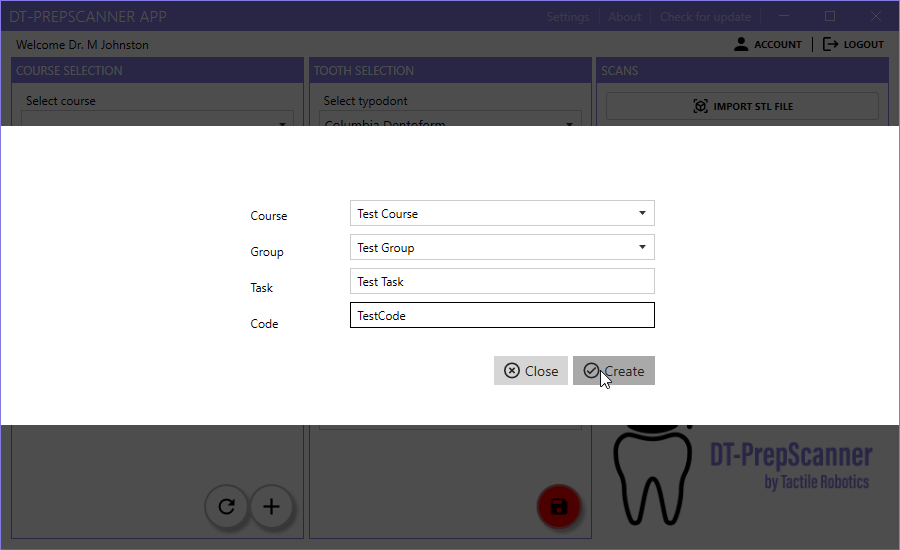 DT-PREPSCANNER APP Settings About Check for update
Welcome Dr. M Johnston ACCOUNT LOGOUT
COURSE SELECTION TOOTH SELECTION SCANS
Select course Select typodont IMPORT STL FILE
Columbia Dentoform
Course Test Course
Group Test Group
Task Test Task
Code TestCode
Close Create
DT-PrepScanner
by Tactile Robotics